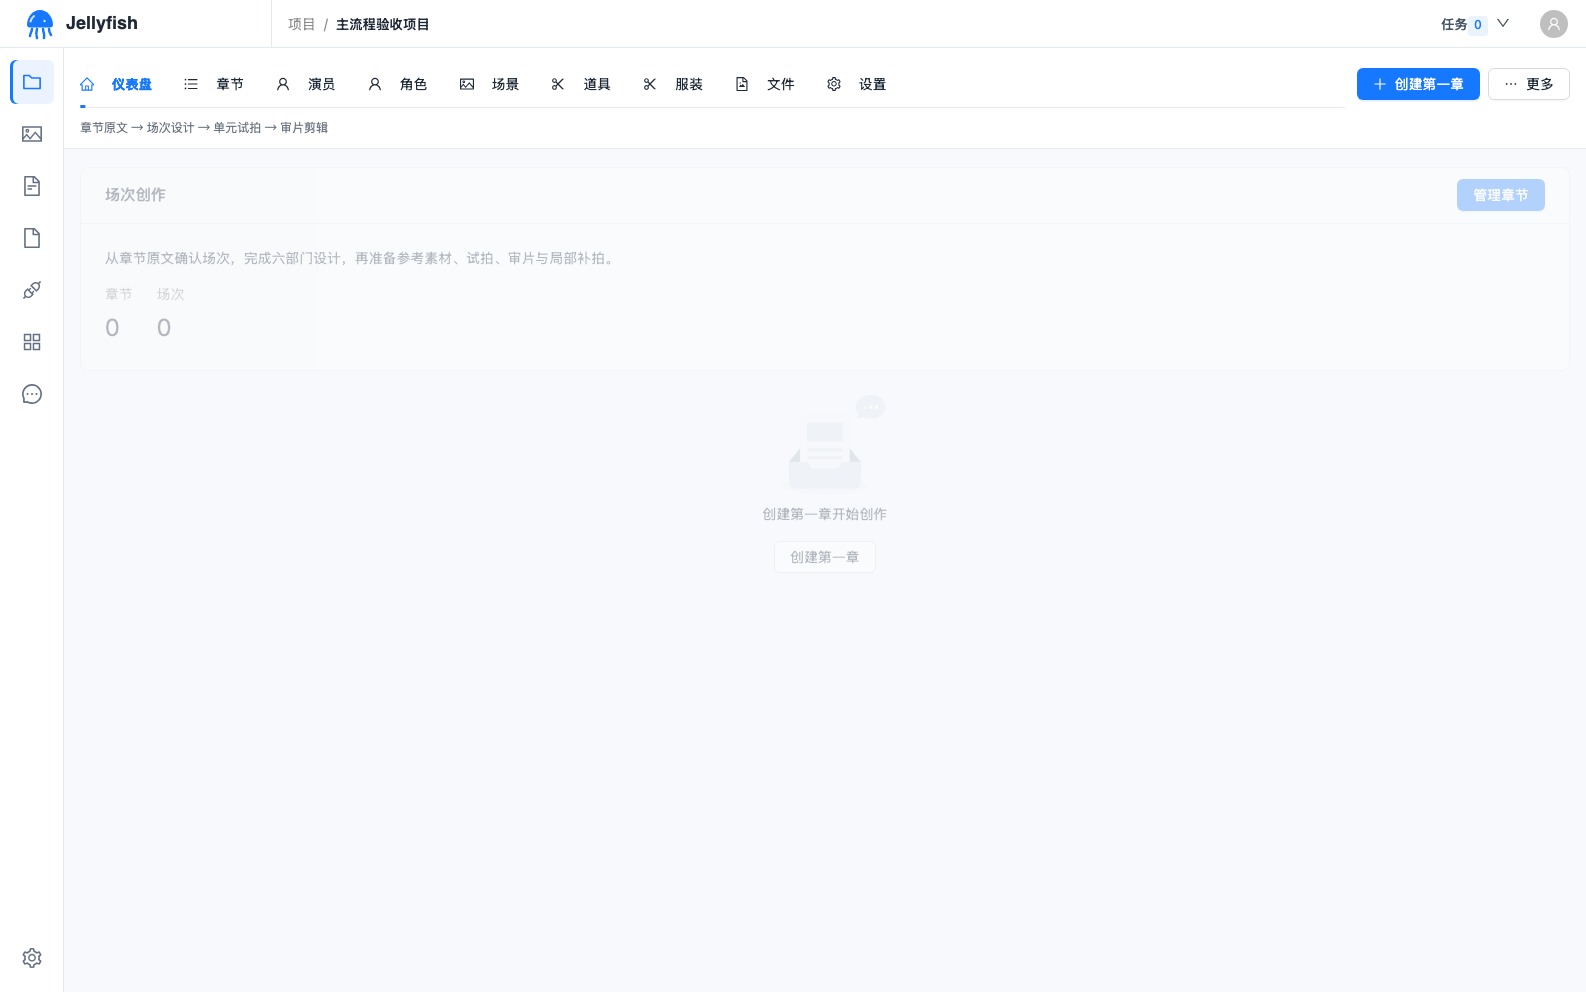 Jellyfish
项目 / 主流程验收项目
任务 0
仪表盘 章节 演员 角色 场景 道具 服装 文件 设置
创建第一章
更多
章节原文 → 场次设计 → 单元试拍 → 审片剪辑
场次创作
管理章节
从章节原文确认场次，完成六部门设计，再准备参考素材、试拍、审片与局部补拍。
章节 场次
0 0
创建第一章开始创作
创建第一章